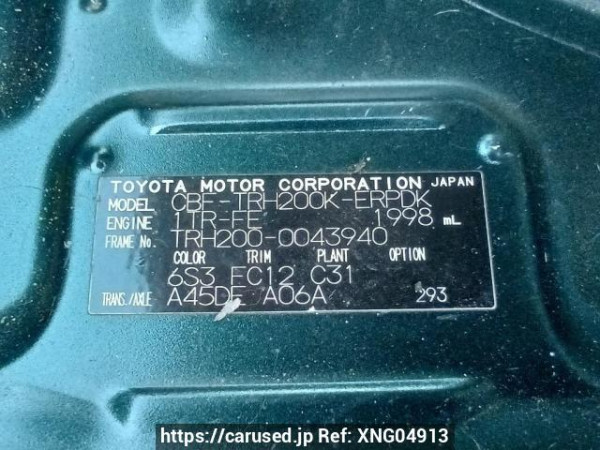 TOYOTA MOTOR CORPORATION JAPAN
MODEL CBF-TRH200K-ERPDK
ENGINE 1TR-FE 1998 mL
FRAME No. TRH200-0043940
COLOR TRIM PLANT OPTION
6S3 FC12 C31
TRANS./AXLE A45DE A06A 293
https://carused.jp Ref: XNG04913